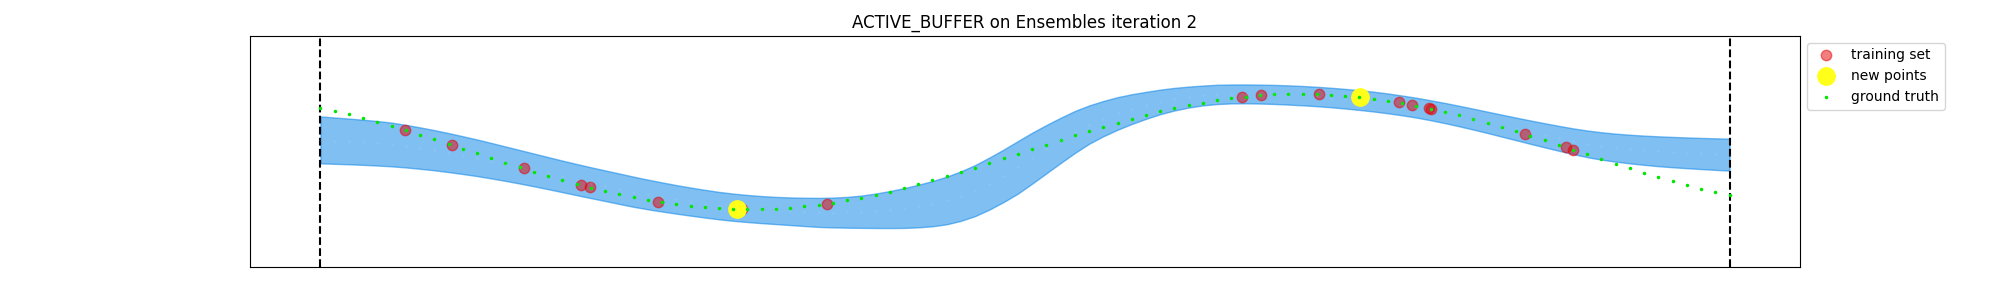 ACTIVE_BUFFER on Ensembles iteration 2
training set
new points
ground truth